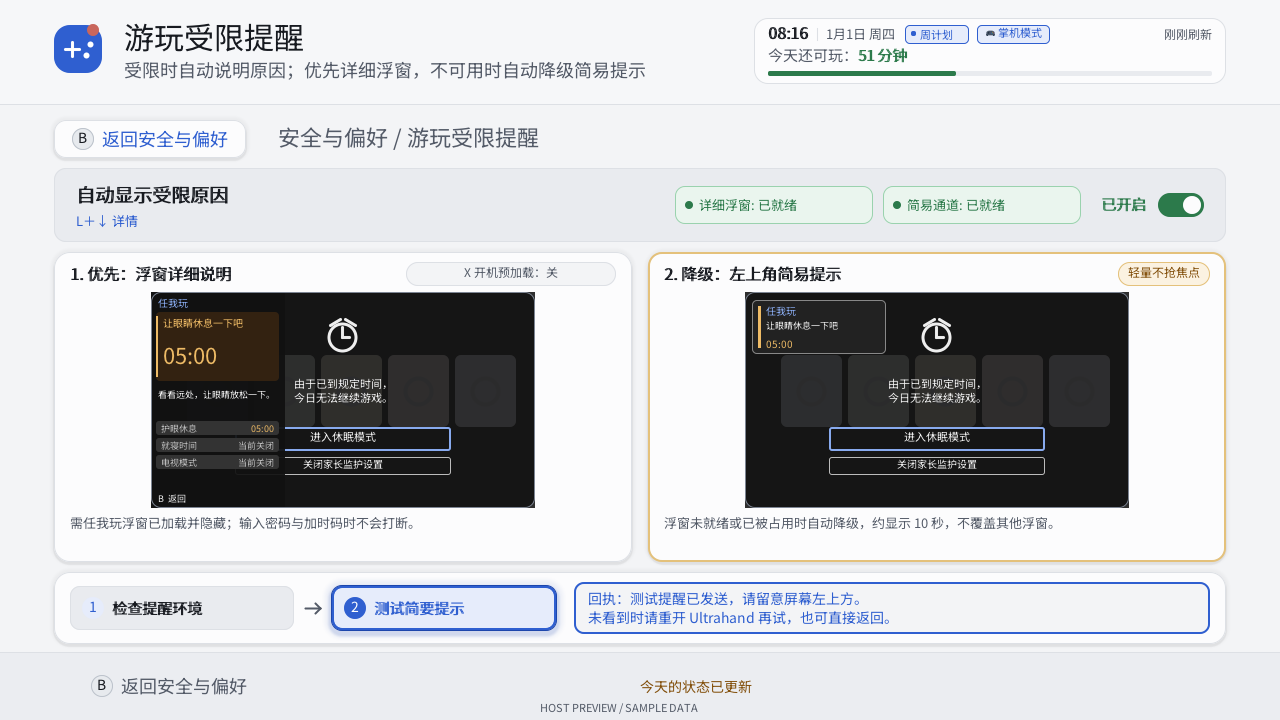 游玩受限提醒
受限时自动说明原因；优先详细浮窗，不可用时自动降级简易提示
08:16 1月1日 周四 周计划 掌机模式 刚刚刷新
今天还可玩：51 分钟
B 返回安全与偏好 安全与偏好 / 游玩受限提醒
自动显示受限原因
L＋↓ 详情
详细浮窗: 已就绪 简易通道: 已就绪 已开启
1. 优先：浮窗详细说明 X 开机预加载：关
任我玩
让眼睛休息一下吧
05:00
看看远处，让眼睛放松一下。
护眼休息 05:00
就寝时间 当前关闭
电视模式 当前关闭
B 返回
由于已到规定时间，
今日无法继续游戏。
进入休眠模式
关闭家长监护设置
需任我玩浮窗已加载并隐藏；输入密码与加时码时不会打断。
2. 降级：左上角简易提示 轻量不抢焦点
任我玩
让眼睛休息一下吧
05:00
由于已到规定时间，
今日无法继续游戏。
进入休眠模式
关闭家长监护设置
浮窗未就绪或已被占用时自动降级，约显示 10 秒，不覆盖其他浮窗。
1 检查提醒环境 → 2 测试简要提示
回执：测试提醒已发送，请留意屏幕左上方。
未看到时请重开 Ultrahand 再试，也可直接返回。
B 返回安全与偏好
今天的状态已更新
HOST PREVIEW / SAMPLE DATA